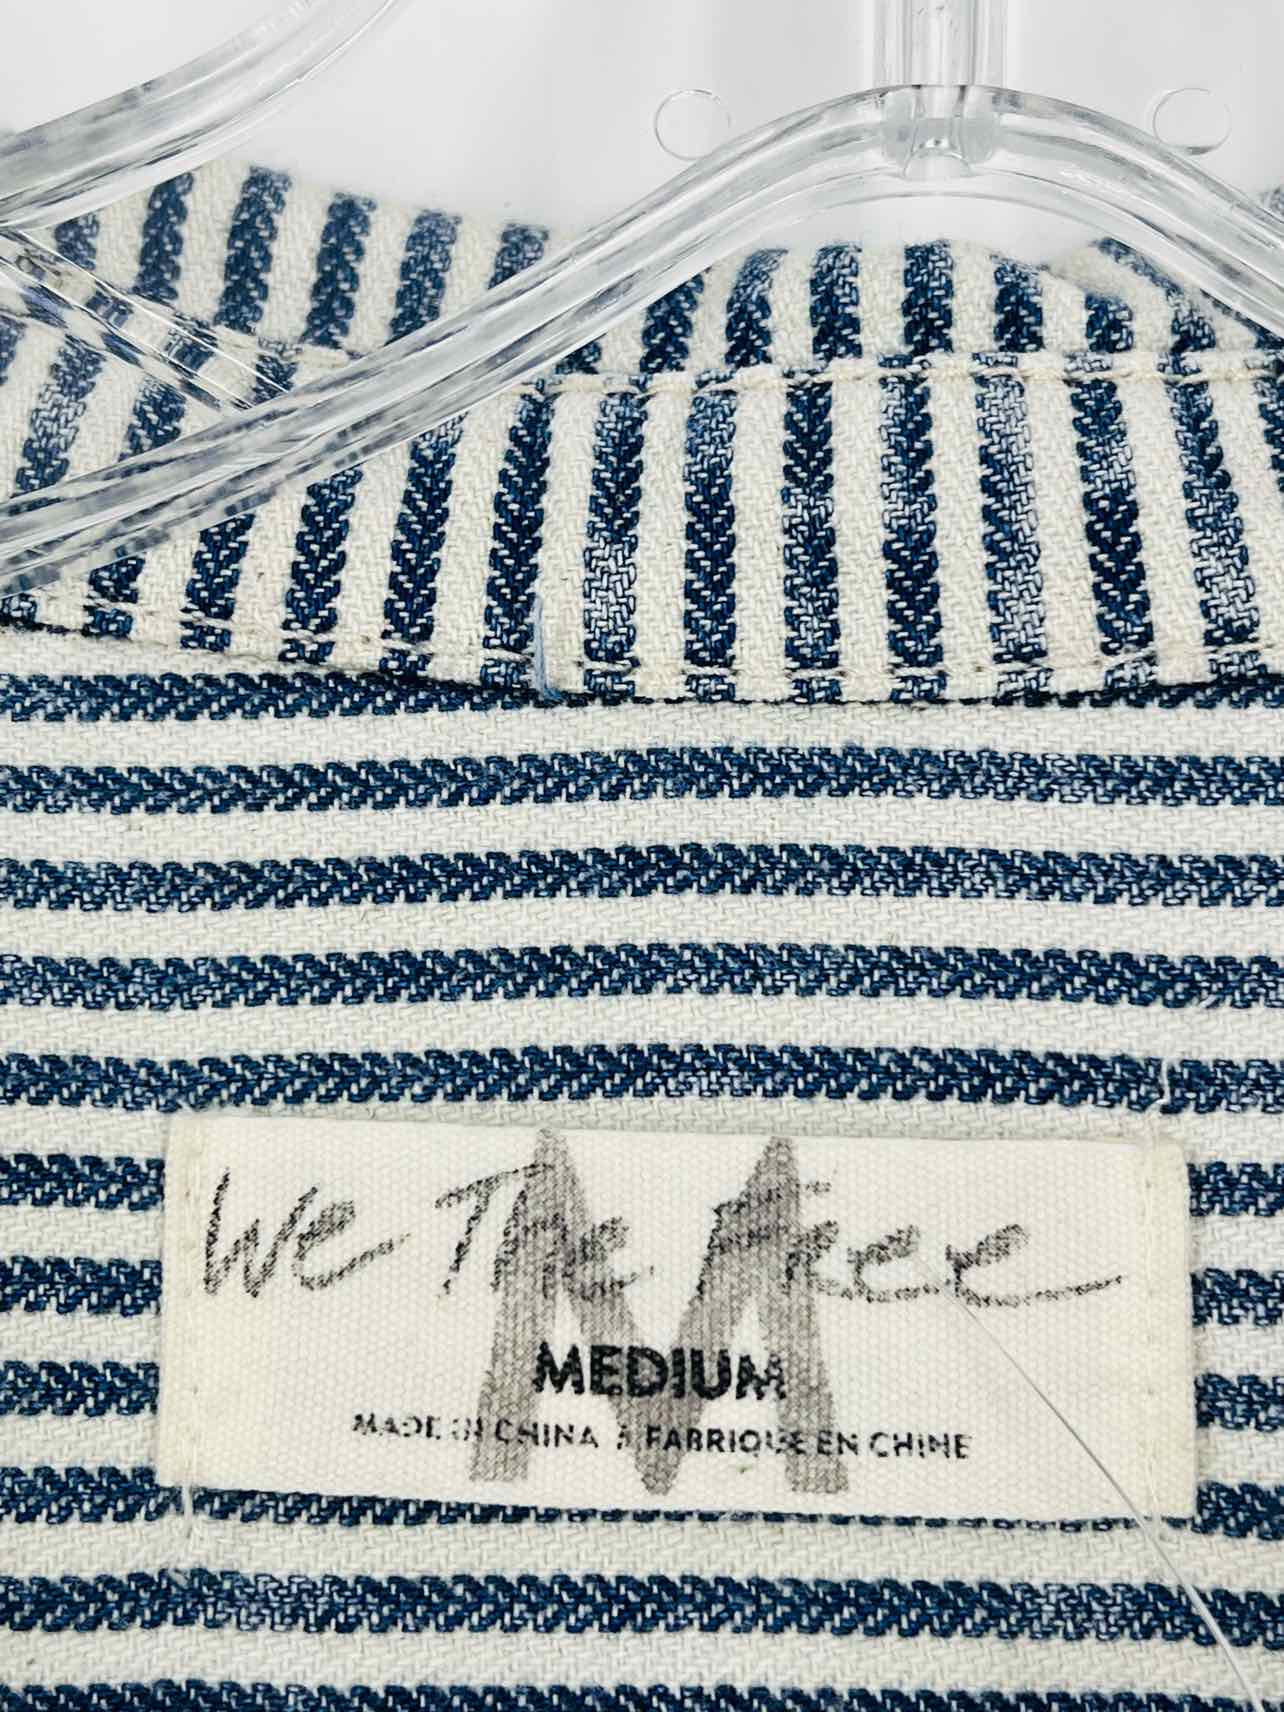 We The Free
M
MEDIUM
MADE IN CHINA / FABRIQUE EN CHINE